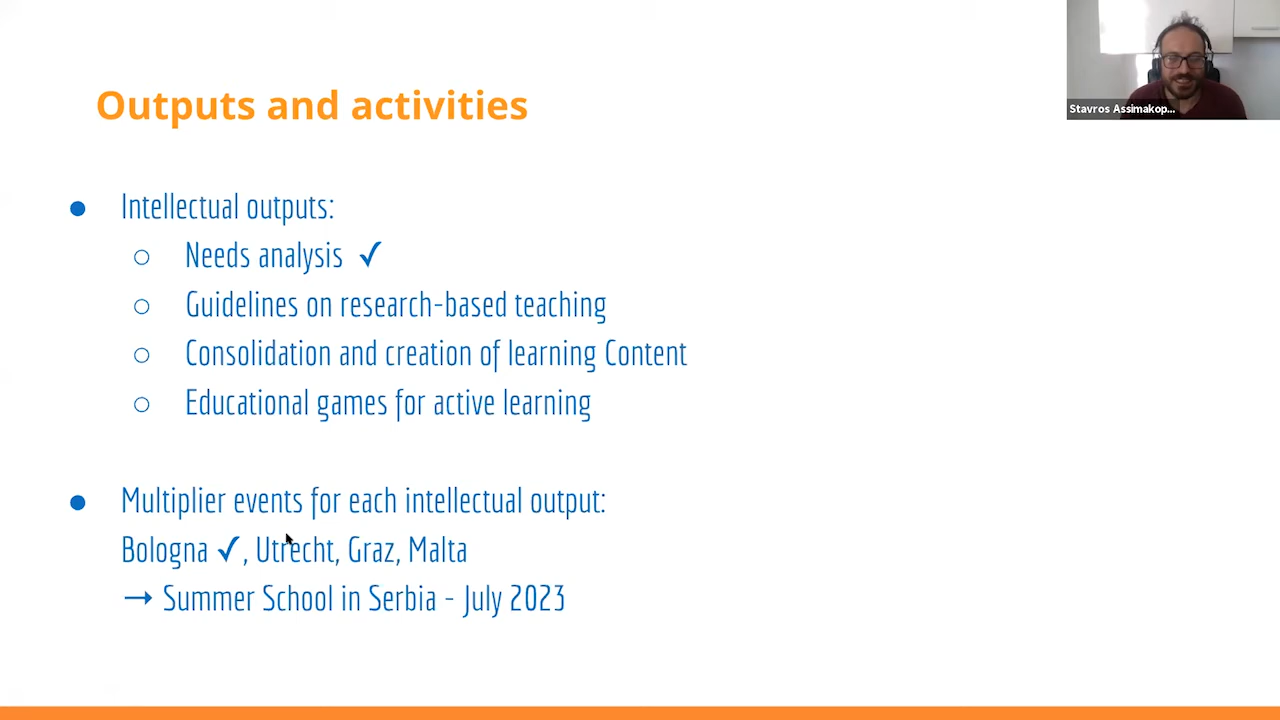 Stavros Assimakop...
Outputs and activities
● Intellectual outputs:
○ Needs analysis ✓
○ Guidelines on research-based teaching
○ Consolidation and creation of learning Content
○ Educational games for active learning
● Multiplier events for each intellectual output:
Bologna ✓, Utrecht, Graz, Malta
→ Summer School in Serbia - July 2023